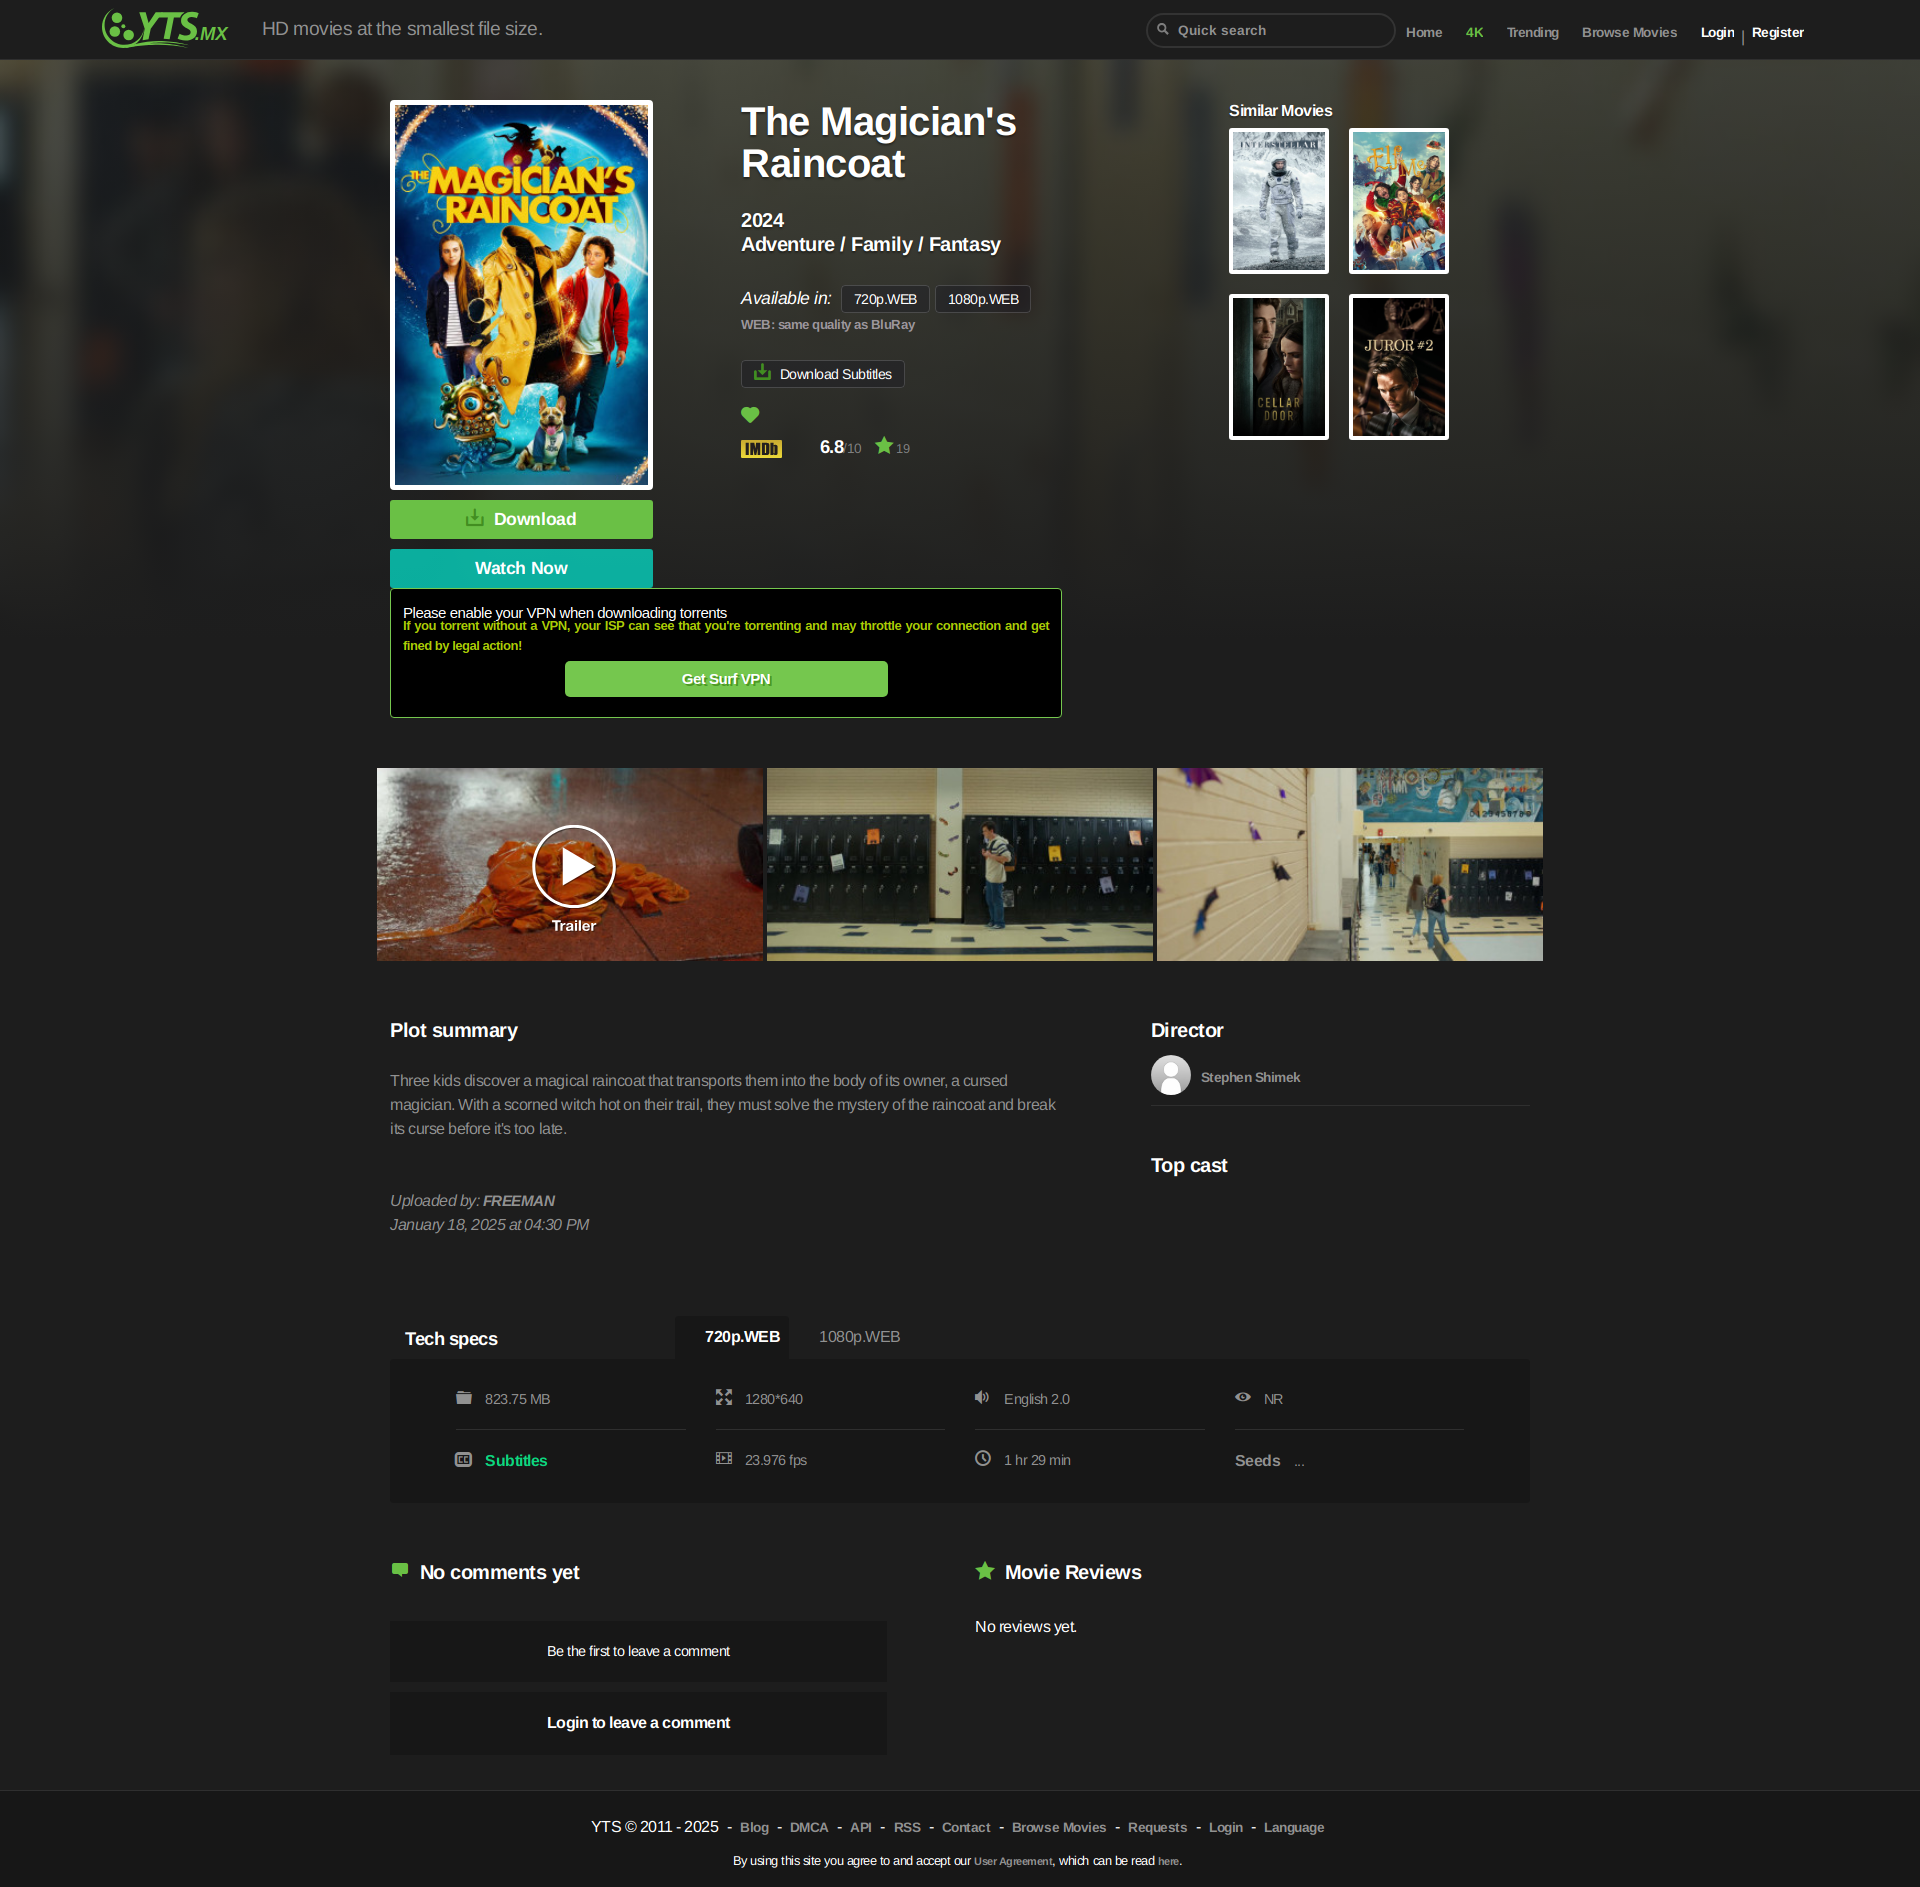 YTS.MX
HD movies at the smallest file size.
Quick search
Home
4K
Trending
Browse Movies
Login | Register
THE MAGICIAN'S
RAINCOAT
The Magician's
Raincoat
2024
Adventure / Family / Fantasy
Available in: 720p.WEB 1080p.WEB
WEB: same quality as BluRay
Download Subtitles
IMDb 6.8/10 19
Similar Movies
INTERSTELLAR
Elf Me
CELLAR
DOOR
JUROR #2
Download
Watch Now
Please enable your VPN when downloading torrents
If you torrent without a VPN, your ISP can see that you're torrenting and may throttle your connection and get
fined by legal action!
Get Surf VPN
Trailer
Plot summary
Three kids discover a magical raincoat that transports them into the body of its owner, a cursed
magician. With a scorned witch hot on their trail, they must solve the mystery of the raincoat and break
its curse before it's too late.
Uploaded by: FREEMAN
January 18, 2025 at 04:30 PM
Director
Stephen Shimek
Top cast
Tech specs
720p.WEB
1080p.WEB
823.75 MB
1280*640
English 2.0
NR
CC Subtitles
23.976 fps
1 hr 29 min
Seeds ...
No comments yet
Be the first to leave a comment
Login to leave a comment
Movie Reviews
No reviews yet.
YTS © 2011 - 2025 - Blog - DMCA - API - RSS - Contact - Browse Movies - Requests - Login - Language
By using this site you agree to and accept our User Agreement, which can be read here.